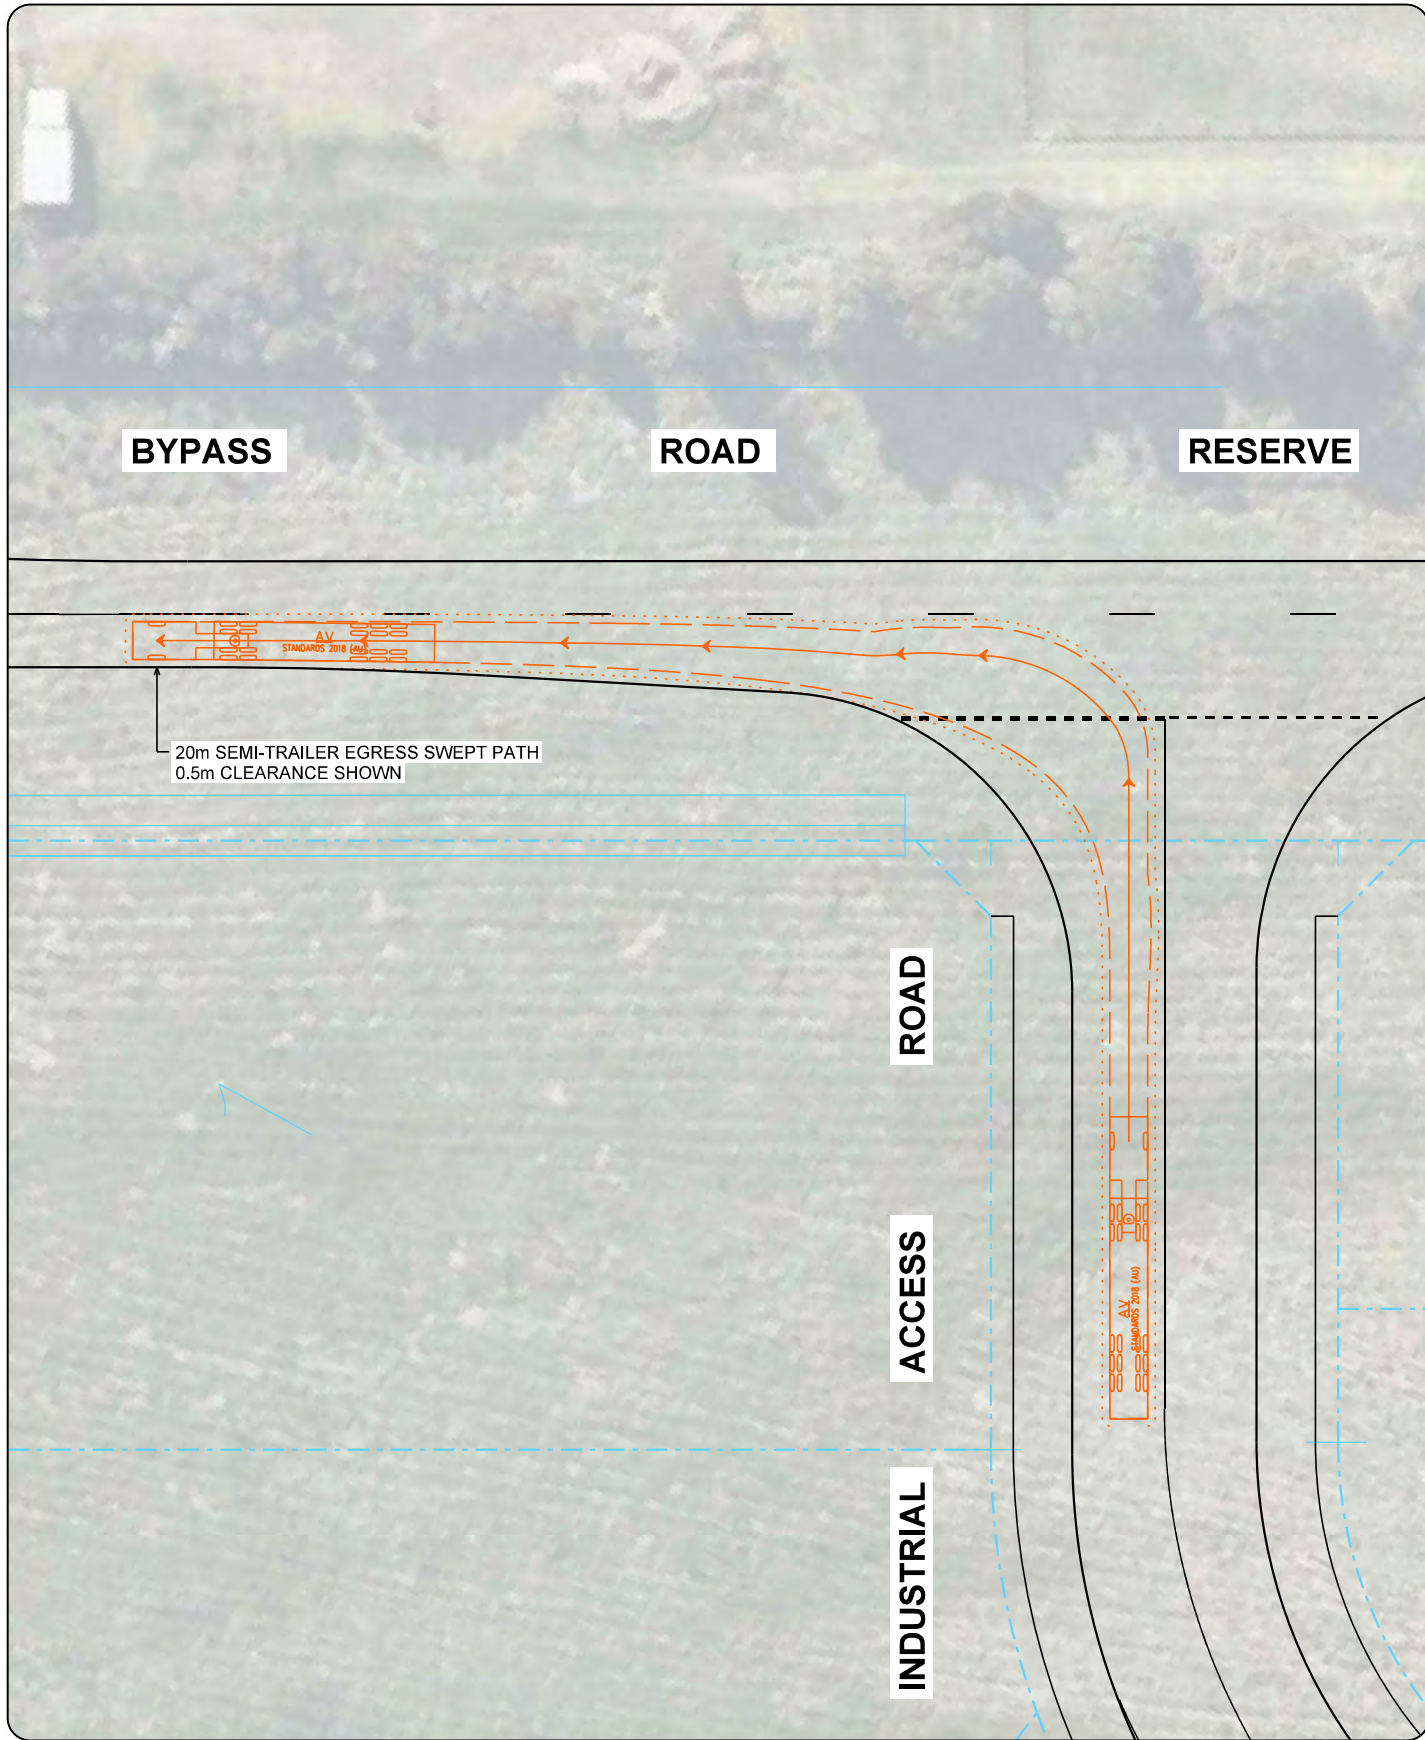 BYPASS ROAD RESERVE
AV
STANDARDS 2018 (AU)
20m SEMI-TRAILER EGRESS SWEPT PATH
0.5m CLEARANCE SHOWN
INDUSTRIAL ACCESS ROAD
AV
STANDARDS 2018 (AU)